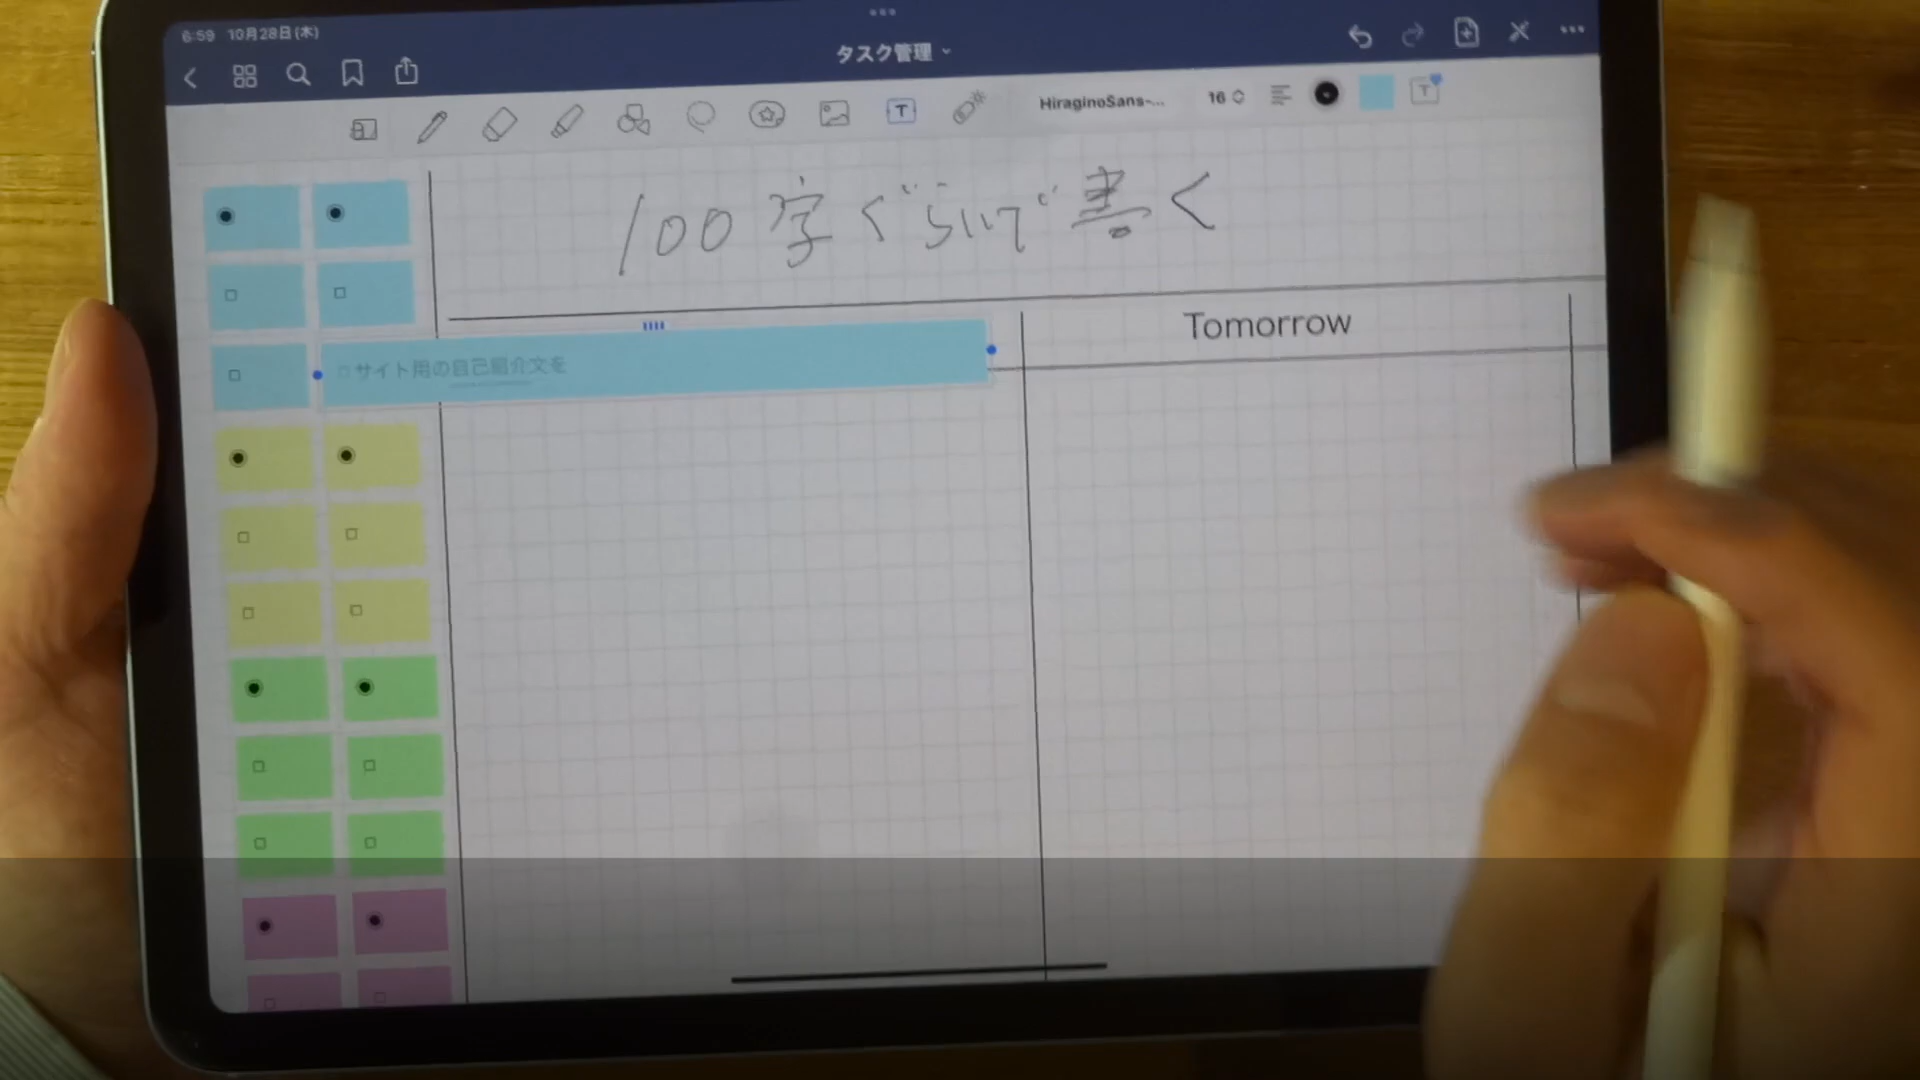 6:59 10月28日(木)
タスク管理
HiraginoSans-... 16
100字ぐらいで書く
Tomorrow
サイト用の自己紹介文を